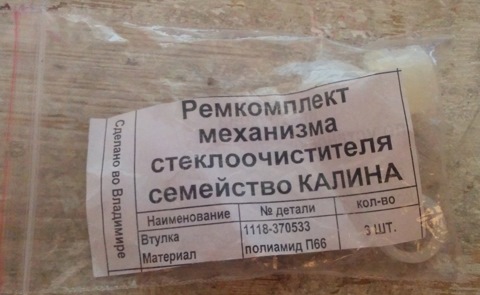 Ремкомплект
механизма
стеклоочистителя
семейство КАЛИНА
Наименование № детали кол-во
Втулка 1118-370533 3 ШТ.
Материал полиамид П66
Сделано во Владимире